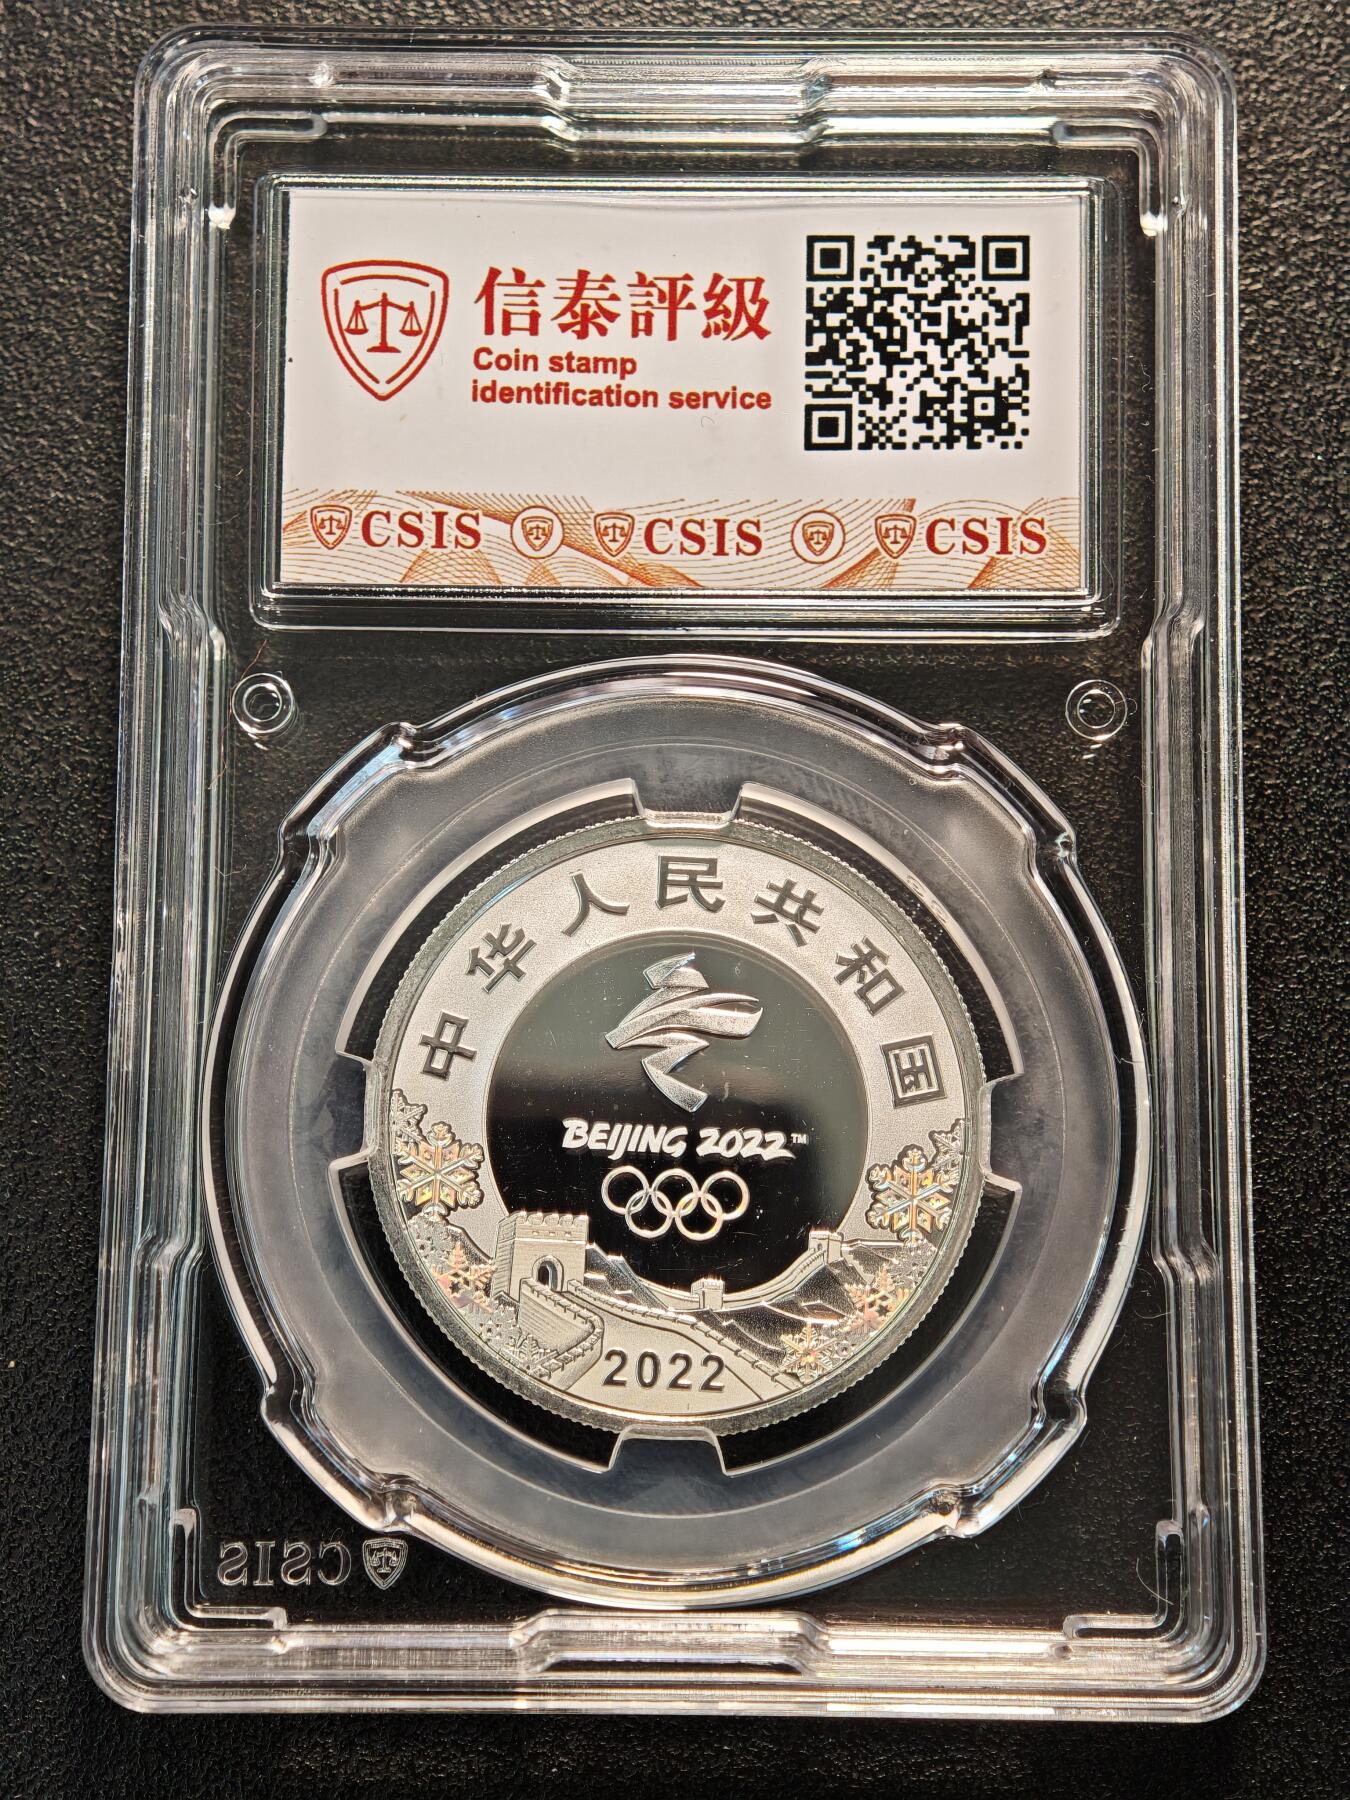 信泰評級
Coin stamp
identification service
CSIS CSIS CSIS
中华人民共和国
BEIJING 2022™
2022
CSIS